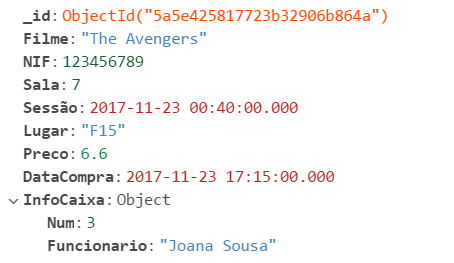 _id: ObjectId("5a5e425817723b32906b864a")
Filme: "The Avengers"
NIF: 123456789
Sala: 7
Sessão: 2017-11-23 00:40:00.000
Lugar: "F15"
Preco: 6.6
DataCompra: 2017-11-23 17:15:00.000
InfoCaixa: Object
Num: 3
Funcionario: "Joana Sousa"